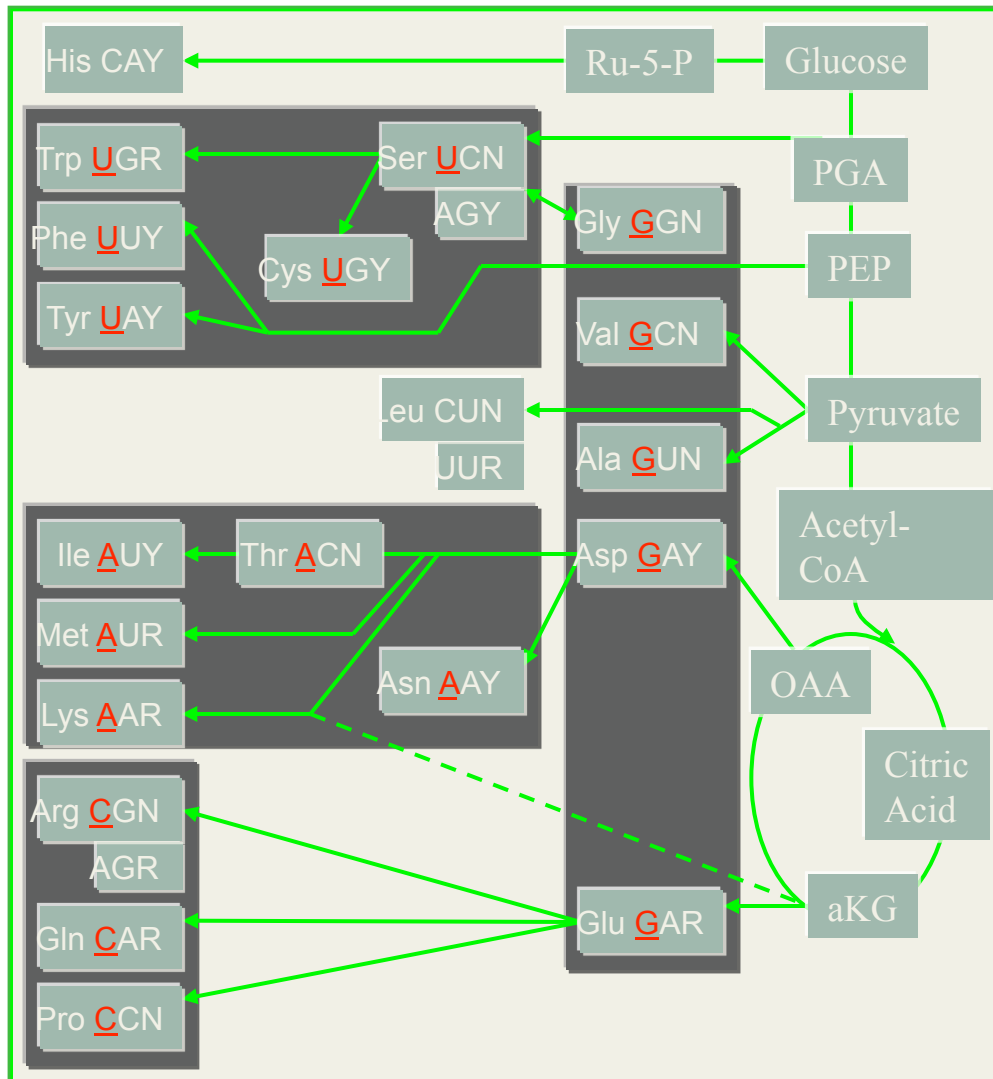 His CAY
Ru-5-P
Glucose
Trp UGR
Ser UCN
PGA
AGY
Gly GGN
Phe UUY
Cys UGY
PEP
Tyr UAY
Val GCN
Leu CUN
Pyruvate
UUR
Ala GUN
Acetyl-
CoA
Ile AUY
Thr ACN
Asp GAY
Met AUR
Asn AAY
OAA
Lys AAR
Citric
Acid
Arg CGN
AGR
aKG
Glu GAR
Gln CAR
Pro CCN